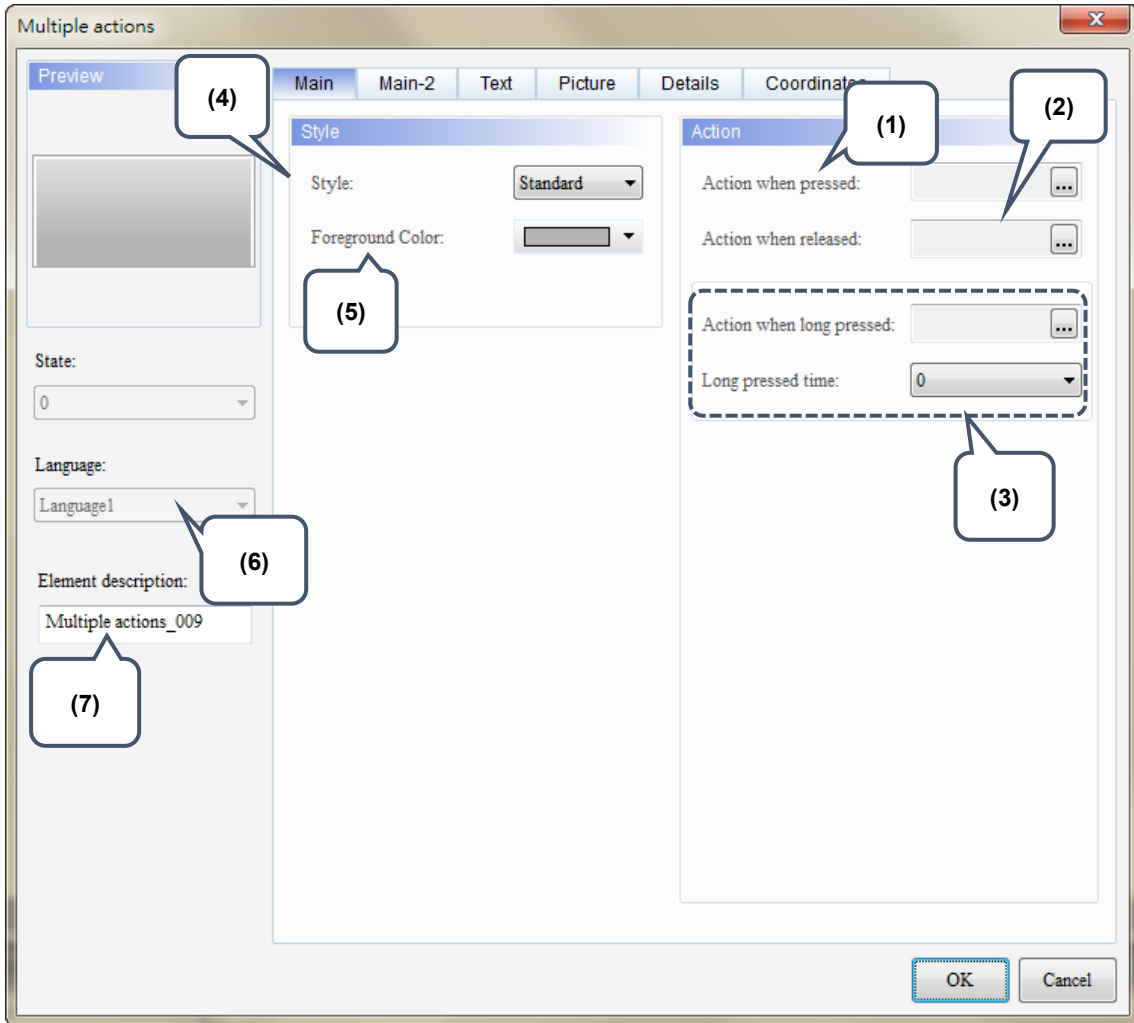 Multiple actions
x
Preview
(4)
Main
Main-2
Text
Picture
Details
Coordinates
(1)
(2)
Style
Style:
Standard
Foreground Color:
(5)
Action
Action when pressed:
...
Action when released:
...
Action when long pressed:
...
Long pressed time:
0
(3)
State:
0
Language:
Language1
(6)
Element description:
Multiple actions_009
(7)
OK
Cancel